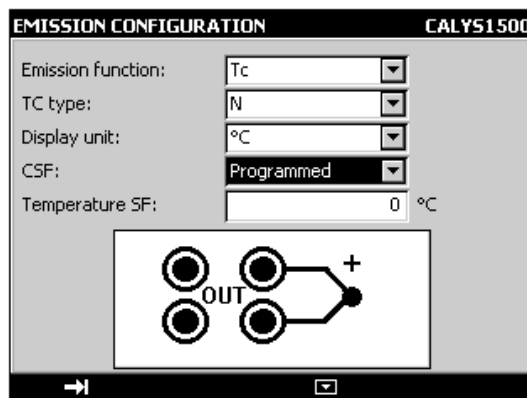 EMISSION CONFIGURATION CALYS1500
Emission function: Tc
TC type: N
Display unit: °C
CSF: Programmed
Temperature SF: 0 °C
+
OUT